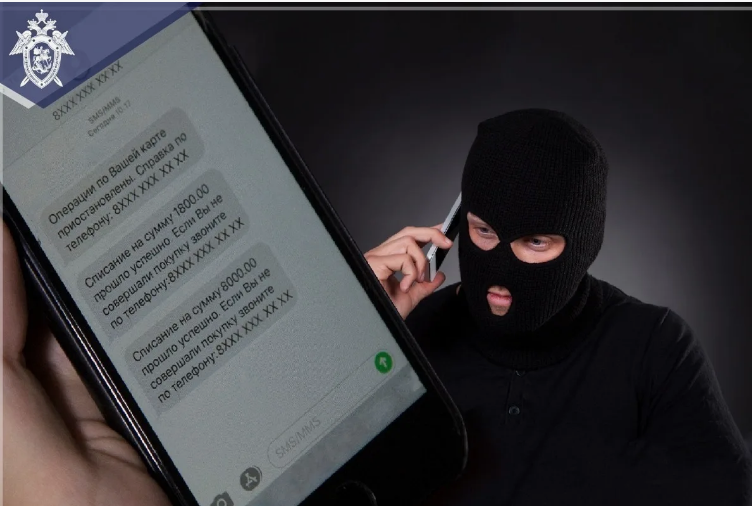 8XXX XXX XX XX
SMS/MMS
Сегодня 10:12
Операции по Вашей карте
приостановлены. Справка по
телефону: 8XXX XXX XX XX
Списание на сумму 1800.00
прошло успешно. Если Вы не
совершали покупку звоните
по телефону:8XXX XXX XX XX
Списание на сумму 8000.00
прошло успешно. Если Вы не
совершали покупку звоните
по телефону:8XXX XXX XX XX
SMS/MMS